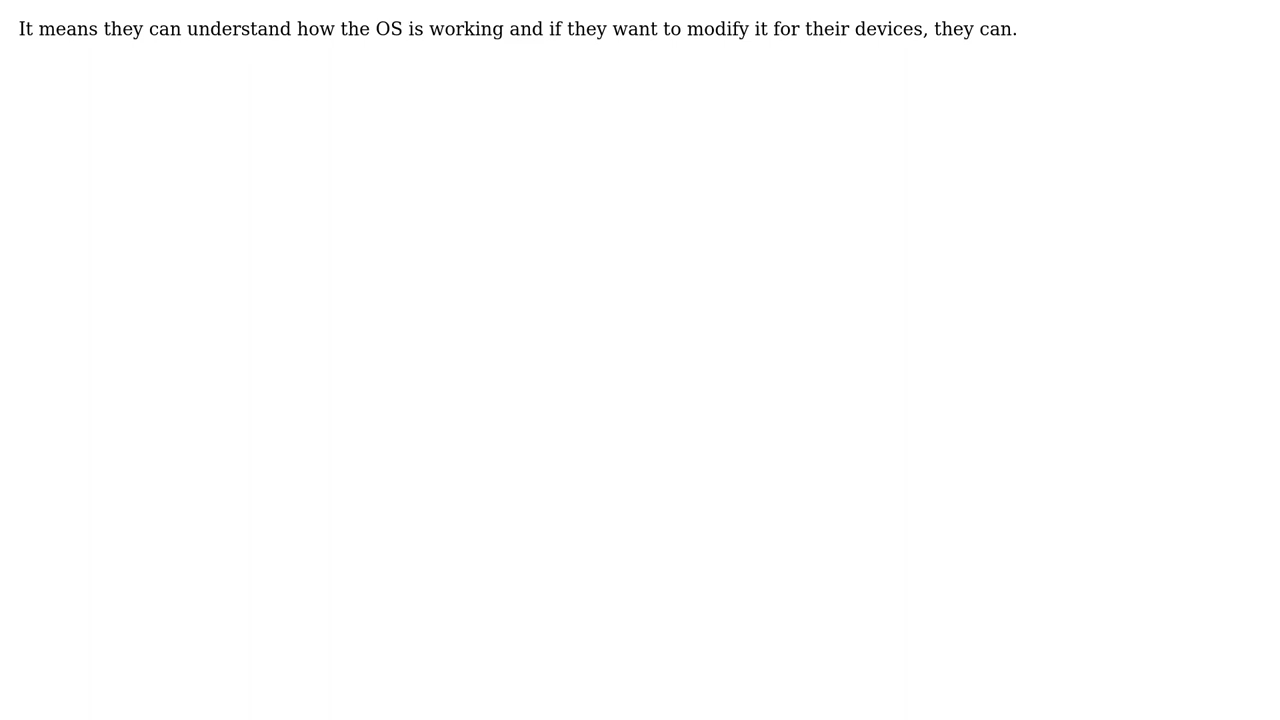 It means they can understand how the OS is working and if they want to modify it for their devices, they can.